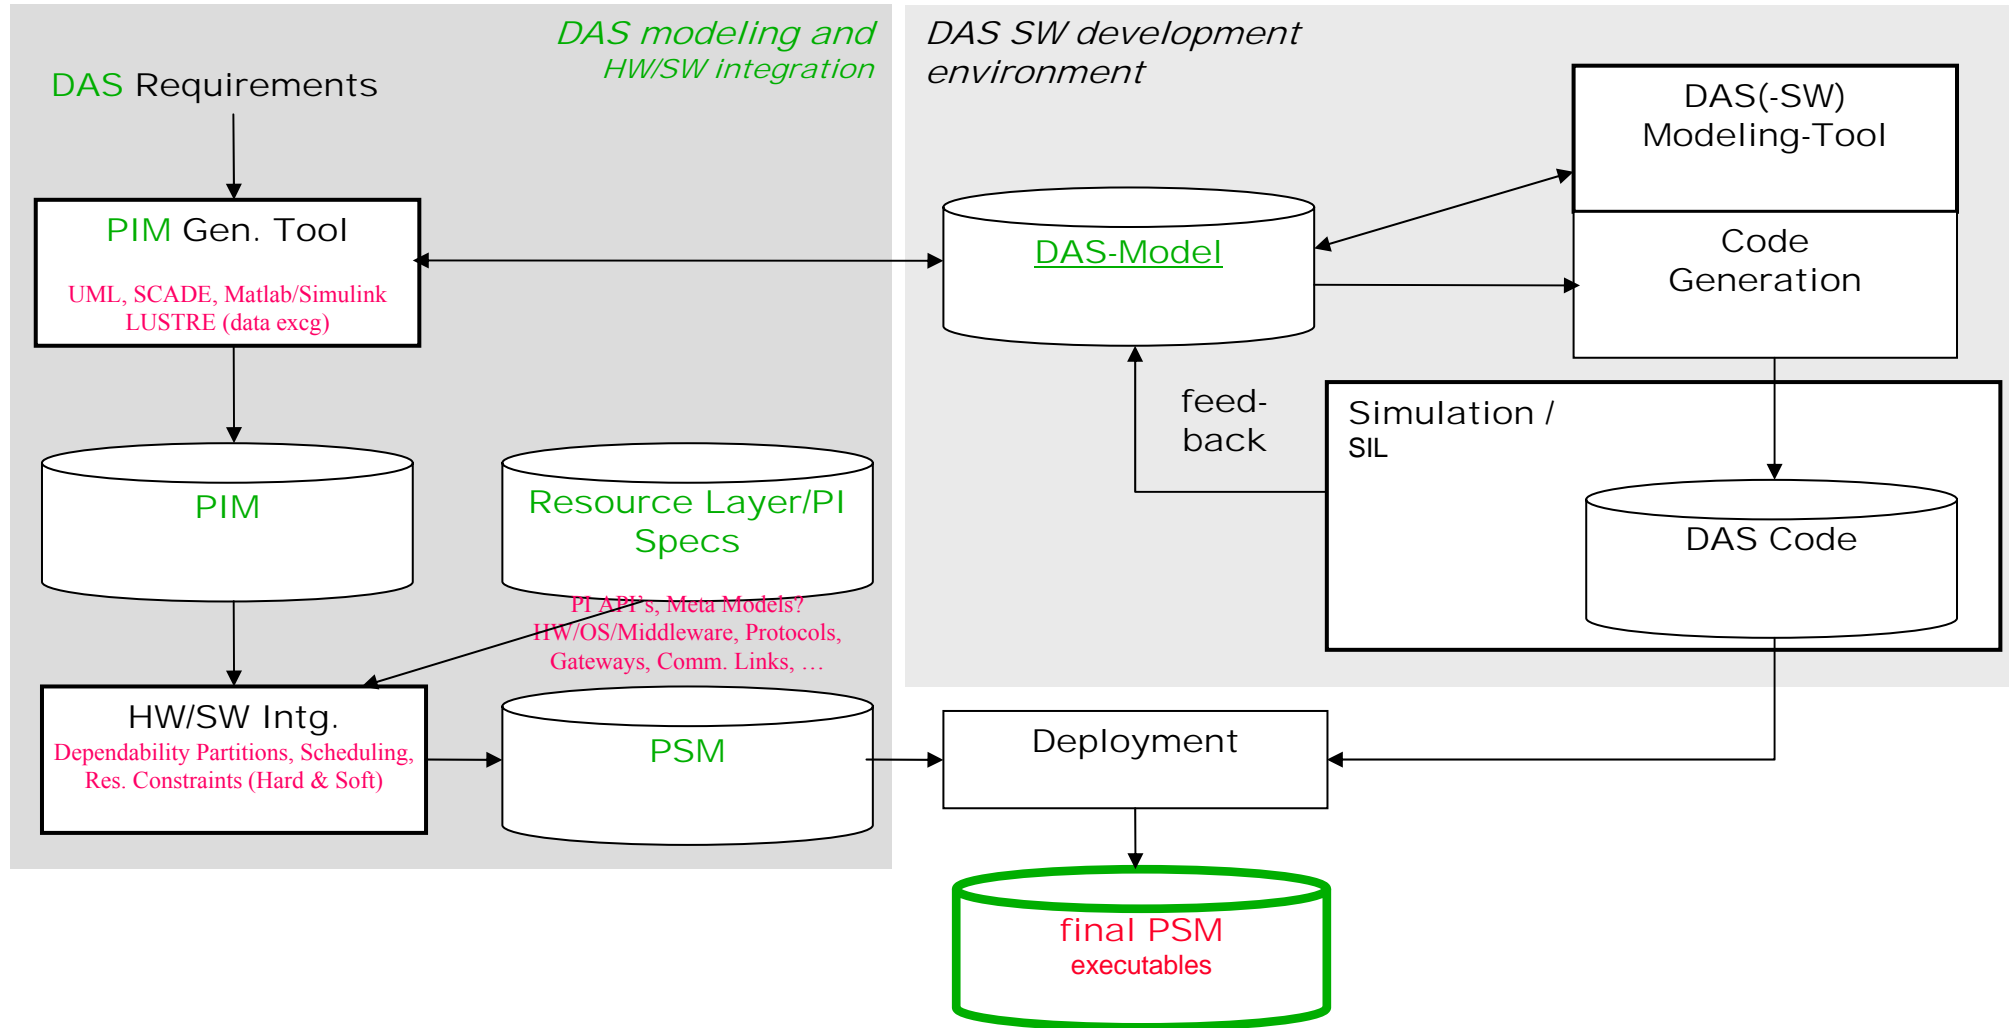 DAS modeling and
HW/SW integration
DAS Requirements
PIM Gen. Tool
UML, SCADE, Matlab/Simulink
LUSTRE (data excg)
PIM
Resource Layer/PI
Specs
PI API's, Meta Models?
HW/OS/Middleware, Protocols,
Gateways, Comm. Links, …
HW/SW Intg.
Dependability Partitions, Scheduling,
Res. Constraints (Hard & Soft)
PSM
DAS SW development
environment
DAS(-SW)
Modeling-Tool
DAS-Model
Code
Generation
feed-
back
Simulation /
SIL
DAS Code
Deployment
final PSM
executables